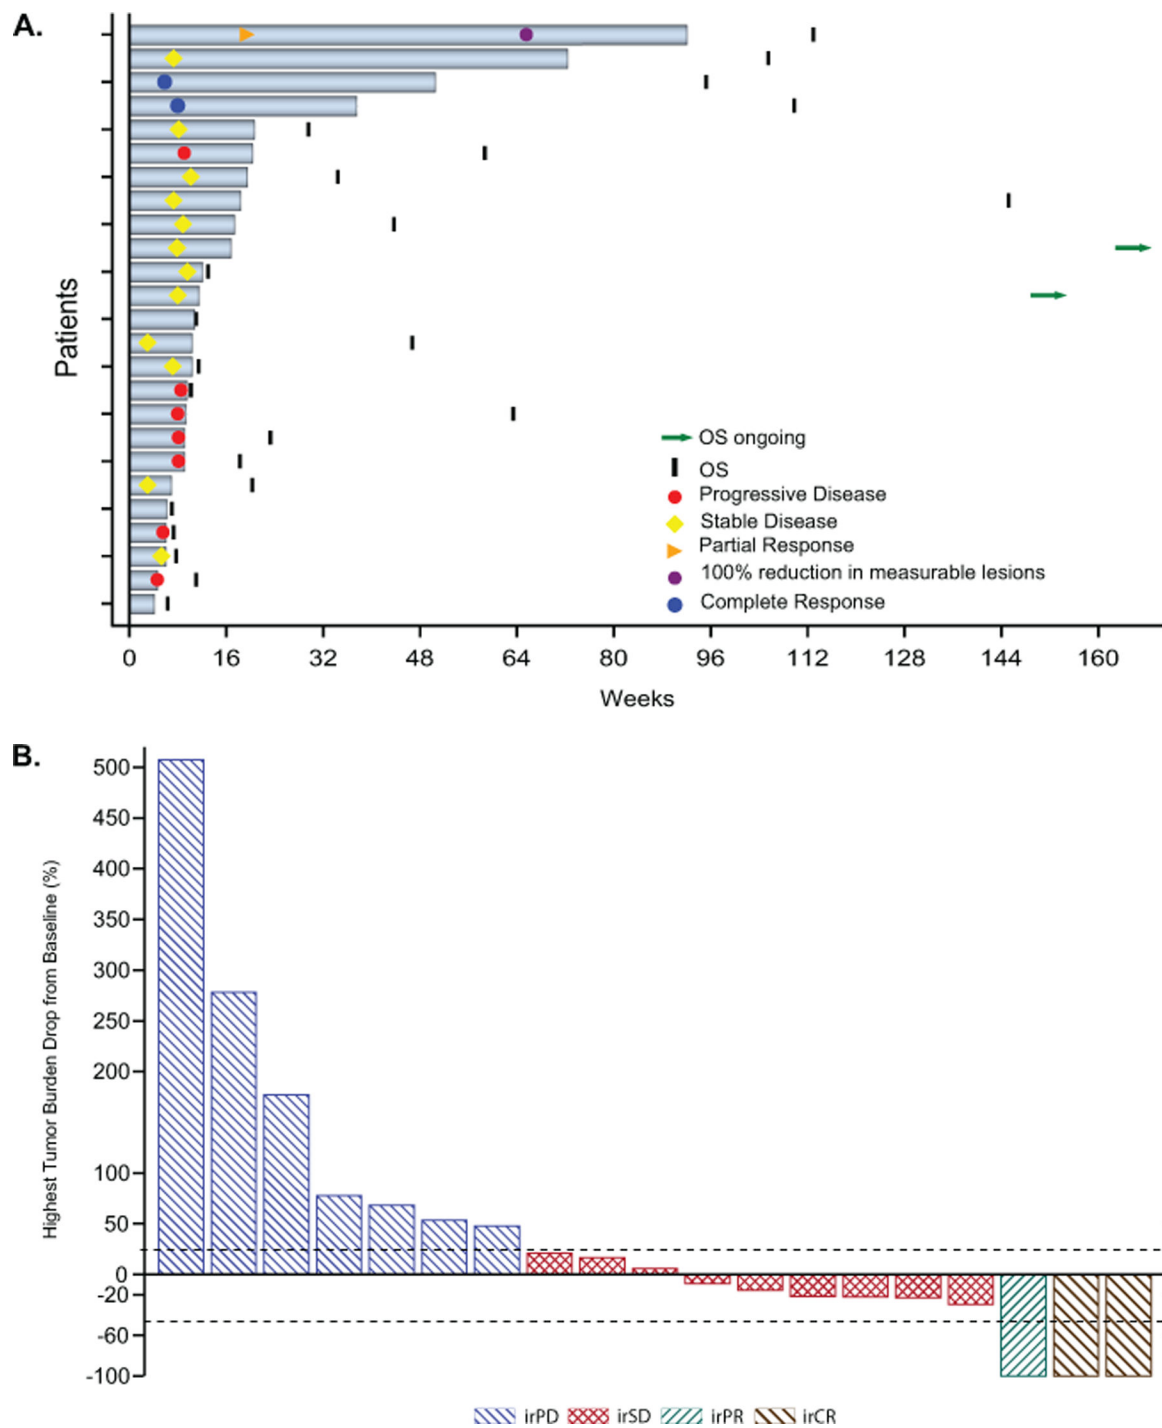 A.
Patients
OS ongoing
OS
Progressive Disease
Stable Disease
Partial Response
100% reduction in measurable lesions
Complete Response
0 16 32 48 64 80 96 112 128 144 160
Weeks
B.
Highest Tumor Burden Drop from Baseline (%)
500
450
400
350
300
250
200
100
50
0
-20
-60
-100
irPD irSD irPR irCR